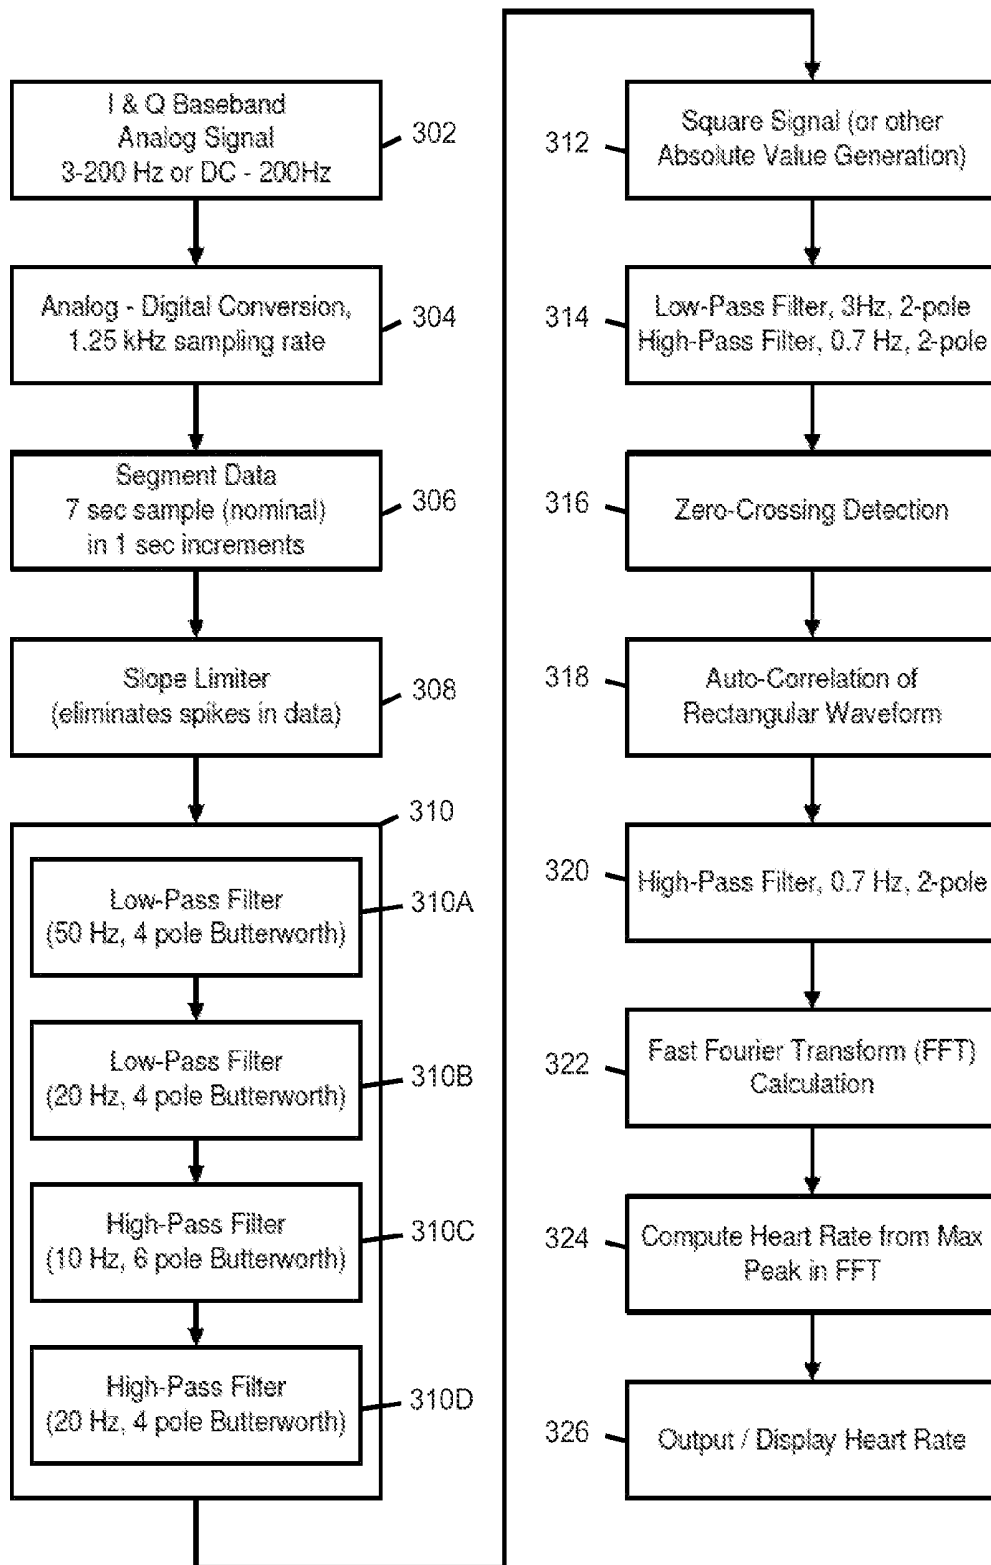 I & Q Baseband
Analog Signal
3-200 Hz or DC - 200Hz
302
Analog - Digital Conversion,
1.25 kHz sampling rate
304
Segment Data
7 sec sample (nominal)
in 1 sec increments
306
Slope Limiter
(eliminates spikes in data)
308
310
Low-Pass Filter
(50 Hz, 4 pole Butterworth)
310A
Low-Pass Filter
(20 Hz, 4 pole Butterworth)
310B
High-Pass Filter
(10 Hz, 6 pole Butterworth)
310C
High-Pass Filter
(20 Hz, 4 pole Butterworth)
310D
312
Square Signal (or other
Absolute Value Generation)
314
Low-Pass Filter, 3Hz, 2-pole
High-Pass Filter, 0.7 Hz, 2-pole
316
Zero-Crossing Detection
318
Auto-Correlation of
Rectangular Waveform
320
High-Pass Filter, 0.7 Hz, 2-pole
322
Fast Fourier Transform (FFT)
Calculation
324
Compute Heart Rate from Max
Peak in FFT
326
Output / Display Heart Rate